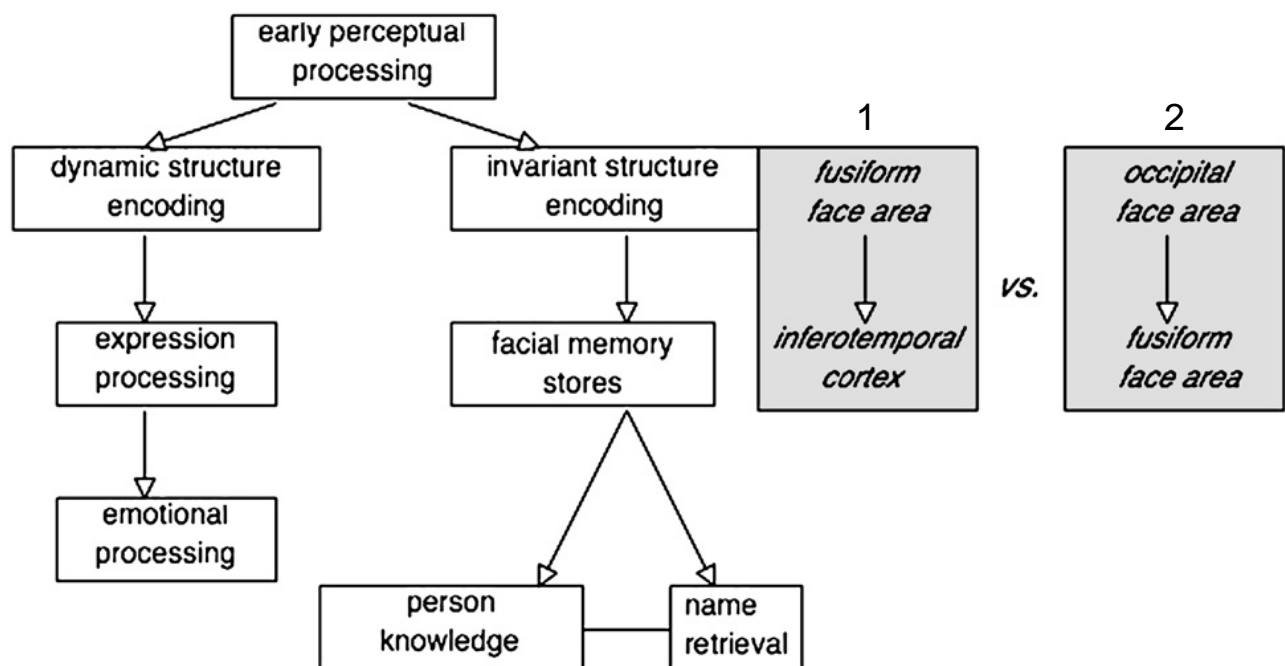 early perceptual
processing
1
2
dynamic structure
encoding
invariant structure
encoding
fusiform
face area
occipital
face area
vs.
expression
processing
facial memory
stores
inferotemporal
cortex
fusiform
face area
emotional
processing
person
knowledge
name
retrieval